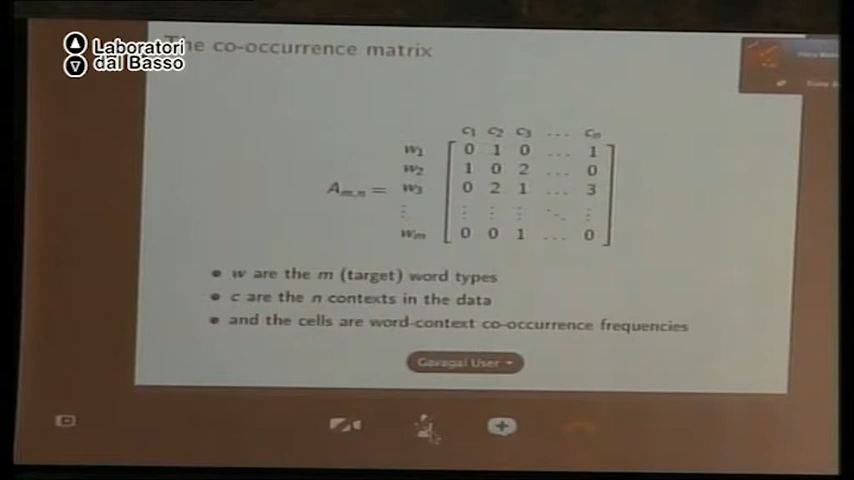 Laboratori
dal Basso
The co-occurrence matrix
c1 c2 c3 ... cn
w1 0 1 0 ... 1
w2 1 0 2 ... 0
Am,n = w3 0 2 1 ... 3
⋮ ⋮ ⋮ ⋮ ⋱ ⋮
wm 0 0 1 ... 0
• w are the m (target) word types
• c are the n contexts in the data
• and the cells are word-context co-occurrence frequencies
Gavagai User